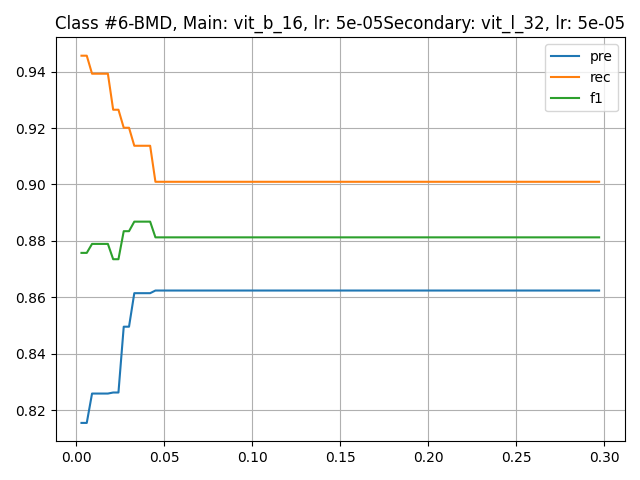 Class #6-BMD, Main: vit_b_16, lr: 5e-05Secondary: vit_l_32, lr: 5e-05
pre
rec
f1
0.94
0.92
0.90
0.88
0.86
0.84
0.82
0.00 0.05 0.10 0.15 0.20 0.25 0.30